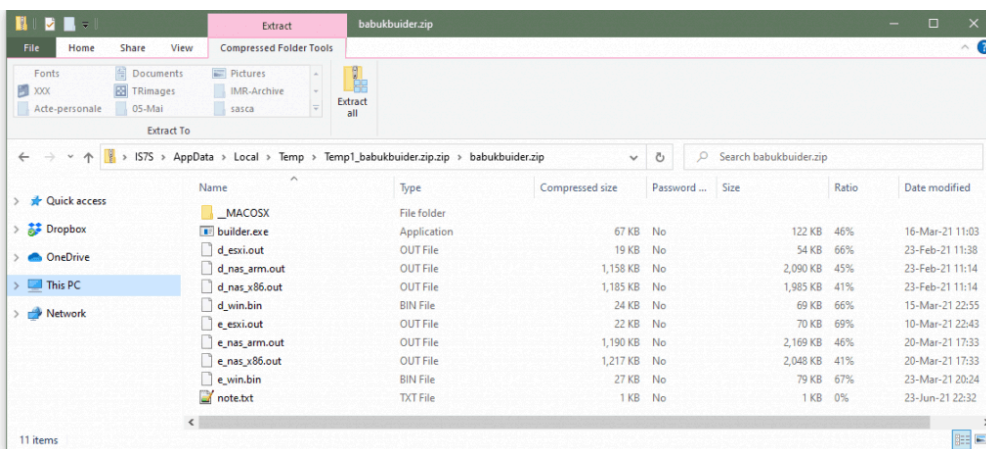 Extract babukbuider.zip
File Home Share View Compressed Folder Tools
Fonts Documents Pictures
XXX TRimages IMR-Archive
Acte-personale 05-Mai sasca
Extract all
Extract To
IS7S > AppData > Local > Temp > Temp1_babukbuider.zip.zip > babukbuider.zip Search babukbuider.zip
Name Type Compressed size Password ... Size Ratio Date modified
Quick access
Dropbox
OneDrive
This PC
Network
__MACOSX File folder
builder.exe Application 67 KB No 122 KB 46% 16-Mar-21 11:03
d_esxi.out OUT File 19 KB No 54 KB 66% 23-Feb-21 11:38
d_nas_arm.out OUT File 1,158 KB No 2,090 KB 45% 23-Feb-21 11:14
d_nas_x86.out OUT File 1,185 KB No 1,985 KB 41% 23-Feb-21 11:14
d_win.bin BIN File 24 KB No 69 KB 66% 15-Mar-21 22:55
e_esxi.out OUT File 22 KB No 70 KB 69% 10-Mar-21 22:43
e_nas_arm.out OUT File 1,190 KB No 2,169 KB 46% 20-Mar-21 17:33
e_nas_x86.out OUT File 1,217 KB No 2,048 KB 41% 20-Mar-21 17:33
e_win.bin BIN File 27 KB No 79 KB 67% 23-Mar-21 20:24
note.txt TXT File 1 KB No 1 KB 0% 23-Jun-21 22:32
11 items